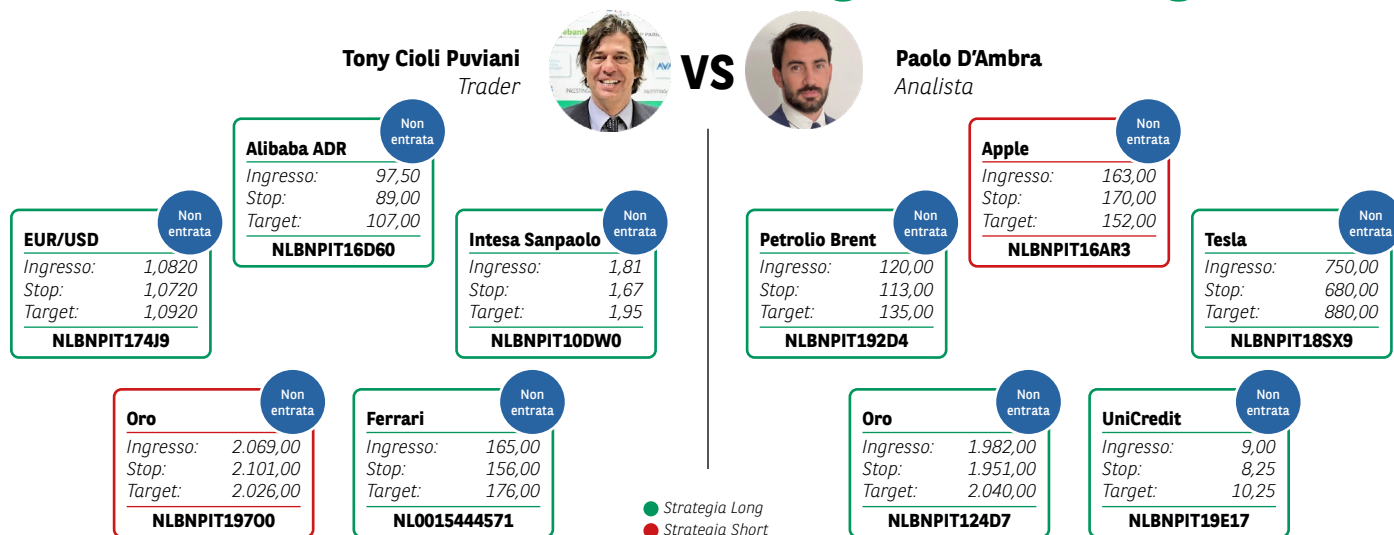 Tony Cioli Puviani
Trader
VS
Paolo D'Ambra
Analista
Non entrata
Alibaba ADR
Ingresso: 97,50
Stop: 89,00
Target: 107,00
NLBNPIT16D60
Non entrata
EUR/USD
Ingresso: 1,0820
Stop: 1,0720
Target: 1,0920
NLBNPIT174J9
Non entrata
Intesa Sanpaolo
Ingresso: 1,81
Stop: 1,67
Target: 1,95
NLBNPIT10DW0
Non entrata
Oro
Ingresso: 2.069,00
Stop: 2.101,00
Target: 2.026,00
NLBNPIT197O0
Non entrata
Ferrari
Ingresso: 165,00
Stop: 156,00
Target: 176,00
NL0015444571
Non entrata
Apple
Ingresso: 163,00
Stop: 170,00
Target: 152,00
NLBNPIT16AR3
Non entrata
Petrolio Brent
Ingresso: 120,00
Stop: 113,00
Target: 135,00
NLBNPIT192D4
Non entrata
Tesla
Ingresso: 750,00
Stop: 680,00
Target: 880,00
NLBNPIT18SX9
Non entrata
Oro
Ingresso: 1.982,00
Stop: 1.951,00
Target: 2.040,00
NLBNPIT124D7
Non entrata
UniCredit
Ingresso: 9,00
Stop: 8,25
Target: 10,25
NLBNPIT19E17
Strategia Long
Strategia Short